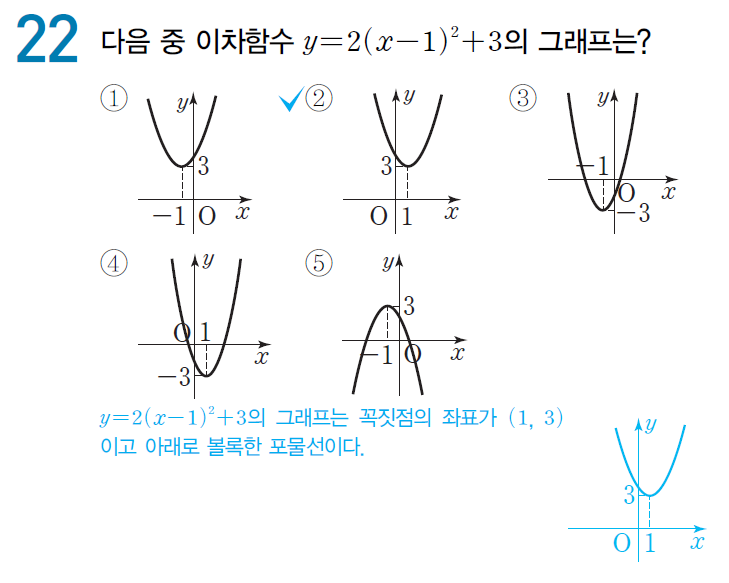 22 다음 중 이차함수 y=2(x-1)²+3의 그래프는?
① y 3 -1 O x
② y 3 O 1 x
③ y -1 O x -3
④ y O 1 x -3
⑤ y 3 -1 O x
y=2(x-1)²+3의 그래프는 꼭짓점의 좌표가 (1, 3)
이고 아래로 볼록한 포물선이다.
y
3
O 1 x